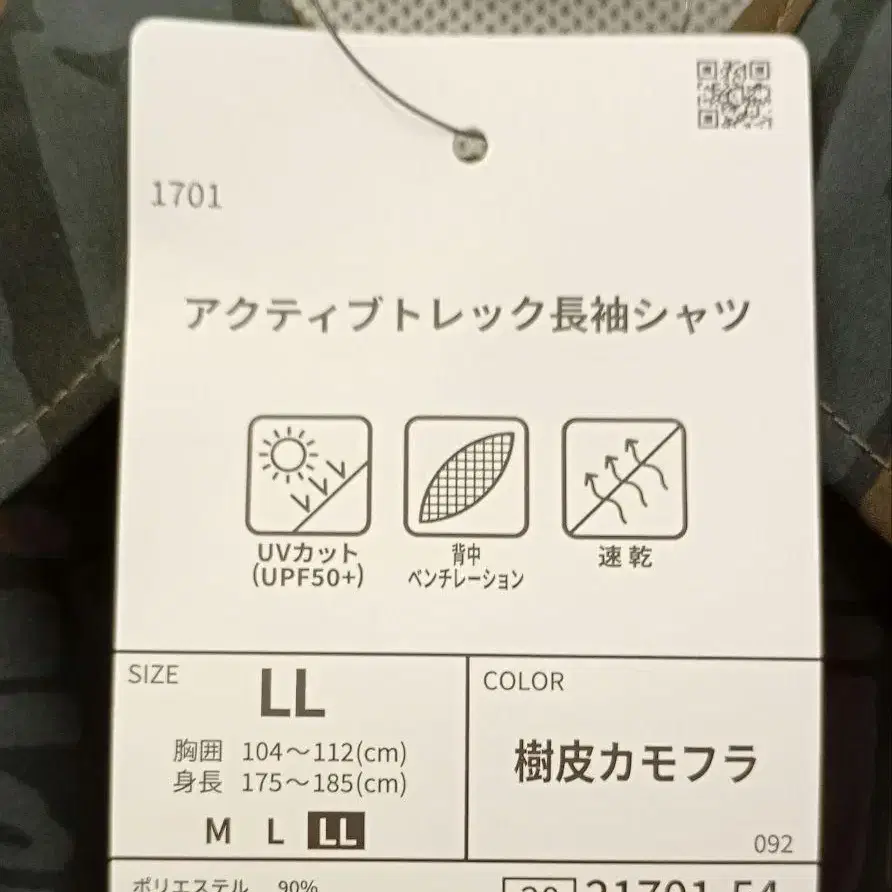 1701
アクティブトレック長袖シャツ
UVカット
(UPF50+)
背中
ベンチレーション
速乾
SIZE
LL
胸囲 104～112(cm)
身長 175～185(cm)
M L LL
COLOR
樹皮カモフラ
092
ポリエステル 90%